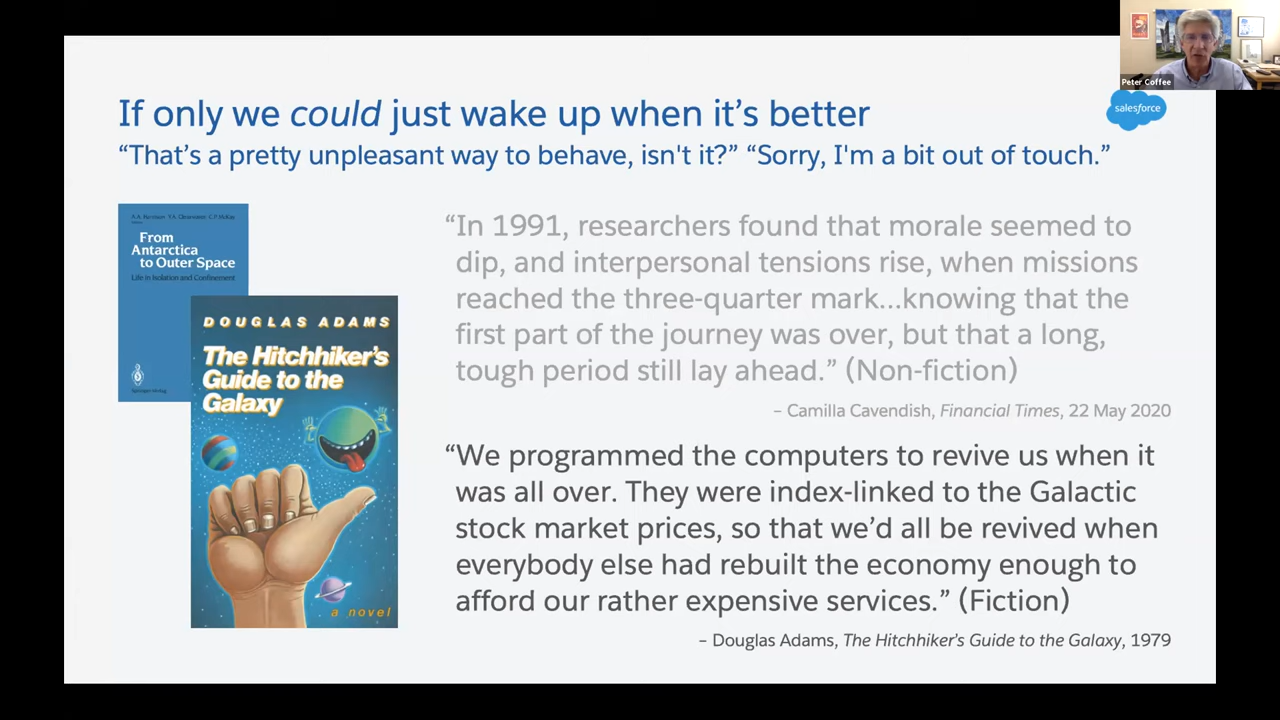 Peter Coffee
salesforce
If only we could just wake up when it's better
“That's a pretty unpleasant way to behave, isn't it?” “Sorry, I'm a bit out of touch.”
From
Antarctica
to Outer Space
Life in Isolation and Confinement
Springer-Verlag
DOUGLAS ADAMS
The Hitchhiker's
Guide to the
Galaxy
a novel
“In 1991, researchers found that morale seemed to
dip, and interpersonal tensions rise, when missions
reached the three-quarter mark...knowing that the
first part of the journey was over, but that a long,
tough period still lay ahead.” (Non-fiction)
– Camilla Cavendish, Financial Times, 22 May 2020
“We programmed the computers to revive us when it
was all over. They were index-linked to the Galactic
stock market prices, so that we’d all be revived when
everybody else had rebuilt the economy enough to
afford our rather expensive services.” (Fiction)
– Douglas Adams, The Hitchhiker's Guide to the Galaxy, 1979